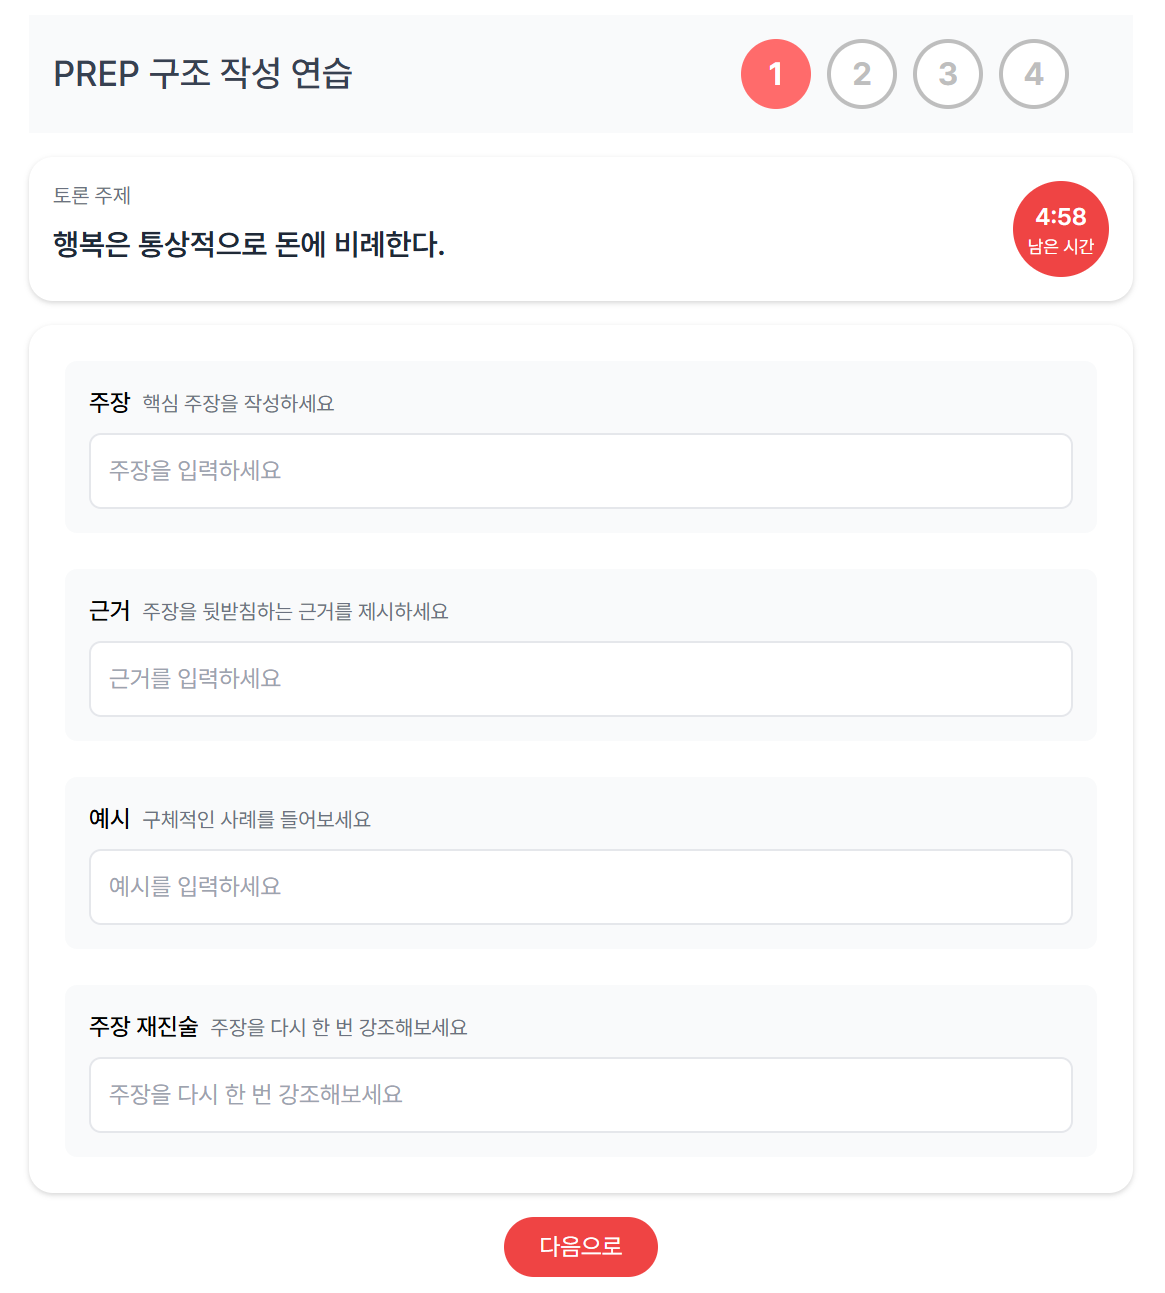 PREP 구조 작성 연습
1 2 3 4
토론 주제
행복은 통상적으로 돈에 비례한다.
4:58
남은 시간
주장 핵심 주장을 작성하세요
주장을 입력하세요
근거 주장을 뒷받침하는 근거를 제시하세요
근거를 입력하세요
예시 구체적인 사례를 들어보세요
예시를 입력하세요
주장 재진술 주장을 다시 한 번 강조해보세요
주장을 다시 한 번 강조해보세요
다음으로